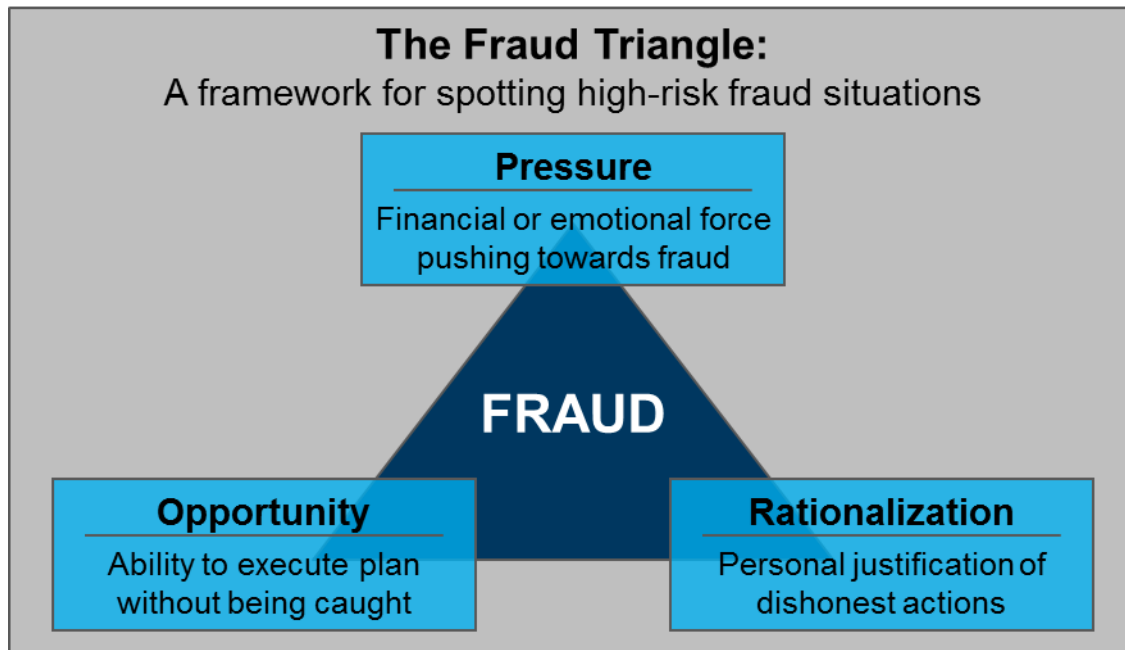 The Fraud Triangle:
A framework for spotting high-risk fraud situations
Pressure
Financial or emotional force
pushing towards fraud
FRAUD
Opportunity
Ability to execute plan
without being caught
Rationalization
Personal justification of
dishonest actions